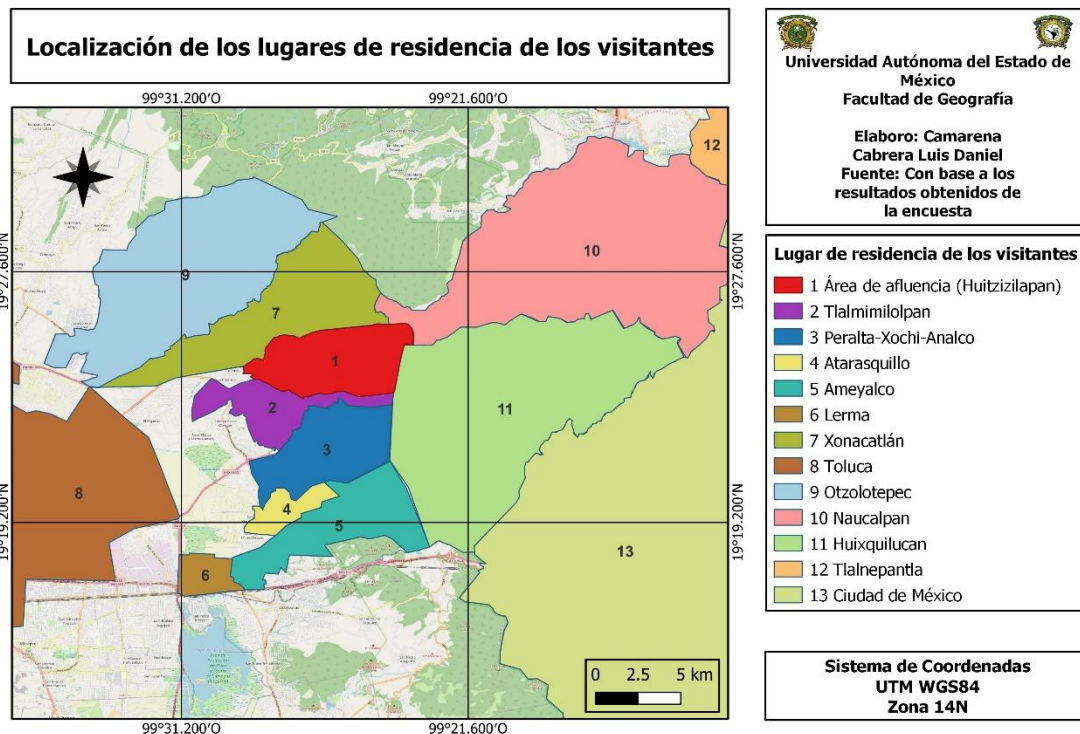 Localización de los lugares de residencia de los visitantes
99°31.200'O
99°21.600'O
19°27.600'N
19°27.600'N
19°19.200'N
19°19.200'N
12
10
9
7
1
2
11
3
8
4
5
13
6
0 2.5 5 km
99°31.200'O
99°21.600'O
Universidad Autónoma del Estado de
México
Facultad de Geografía
Elaboro: Camarena
Cabrera Luis Daniel
Fuente: Con base a los
resultados obtenidos de
la encuesta
Lugar de residencia de los visitantes
1 Área de afluencia (Huitzizilapan)
2 Tlalmimilolpan
3 Peralta-Xochi-Analco
4 Atarasquillo
5 Ameyalco
6 Lerma
7 Xonacatlán
8 Toluca
9 Otzolotepec
10 Naucalpan
11 Huixquilucan
12 Tlalnepantla
13 Ciudad de México
Sistema de Coordenadas
UTM WGS84
Zona 14N